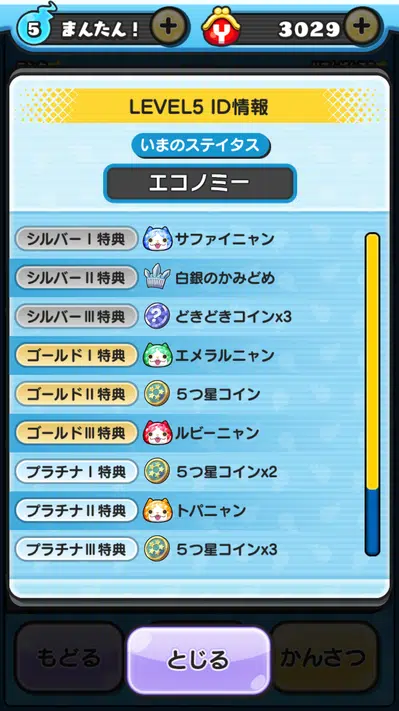 5 まんたん！ 3029
LEVEL5 ID情報
いまのステイタス
エコノミー
シルバーⅠ特典 サファイニャン
シルバーⅡ特典 白銀のかみどめ
シルバーⅢ特典 どきどきコインx3
ゴールドⅠ特典 エメラルニャン
ゴールドⅡ特典 5つ星コイン
ゴールドⅢ特典 ルビーニャン
プラチナⅠ特典 5つ星コインx2
プラチナⅡ特典 トパニャン
プラチナⅢ特典 5つ星コインx3
もどる とじる かんさつ